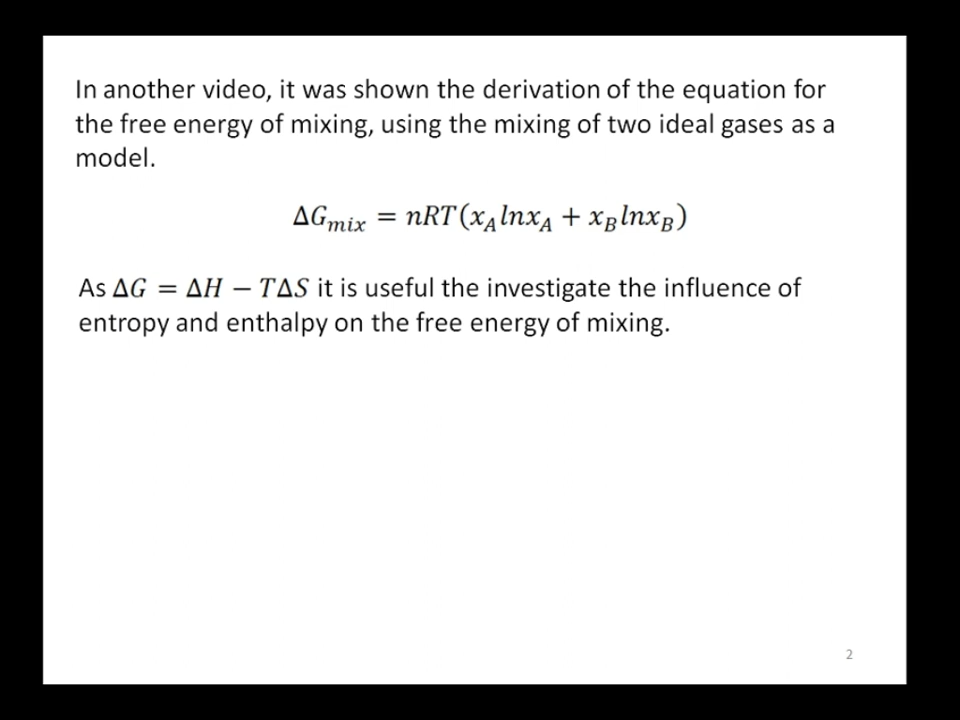 In another video, it was shown the derivation of the equation for
the free energy of mixing, using the mixing of two ideal gases as a
model.
ΔG_mix = nRT(x_A lnx_A + x_B lnx_B)
As ΔG = ΔH − TΔS it is useful the investigate the influence of
entropy and enthalpy on the free energy of mixing.
2